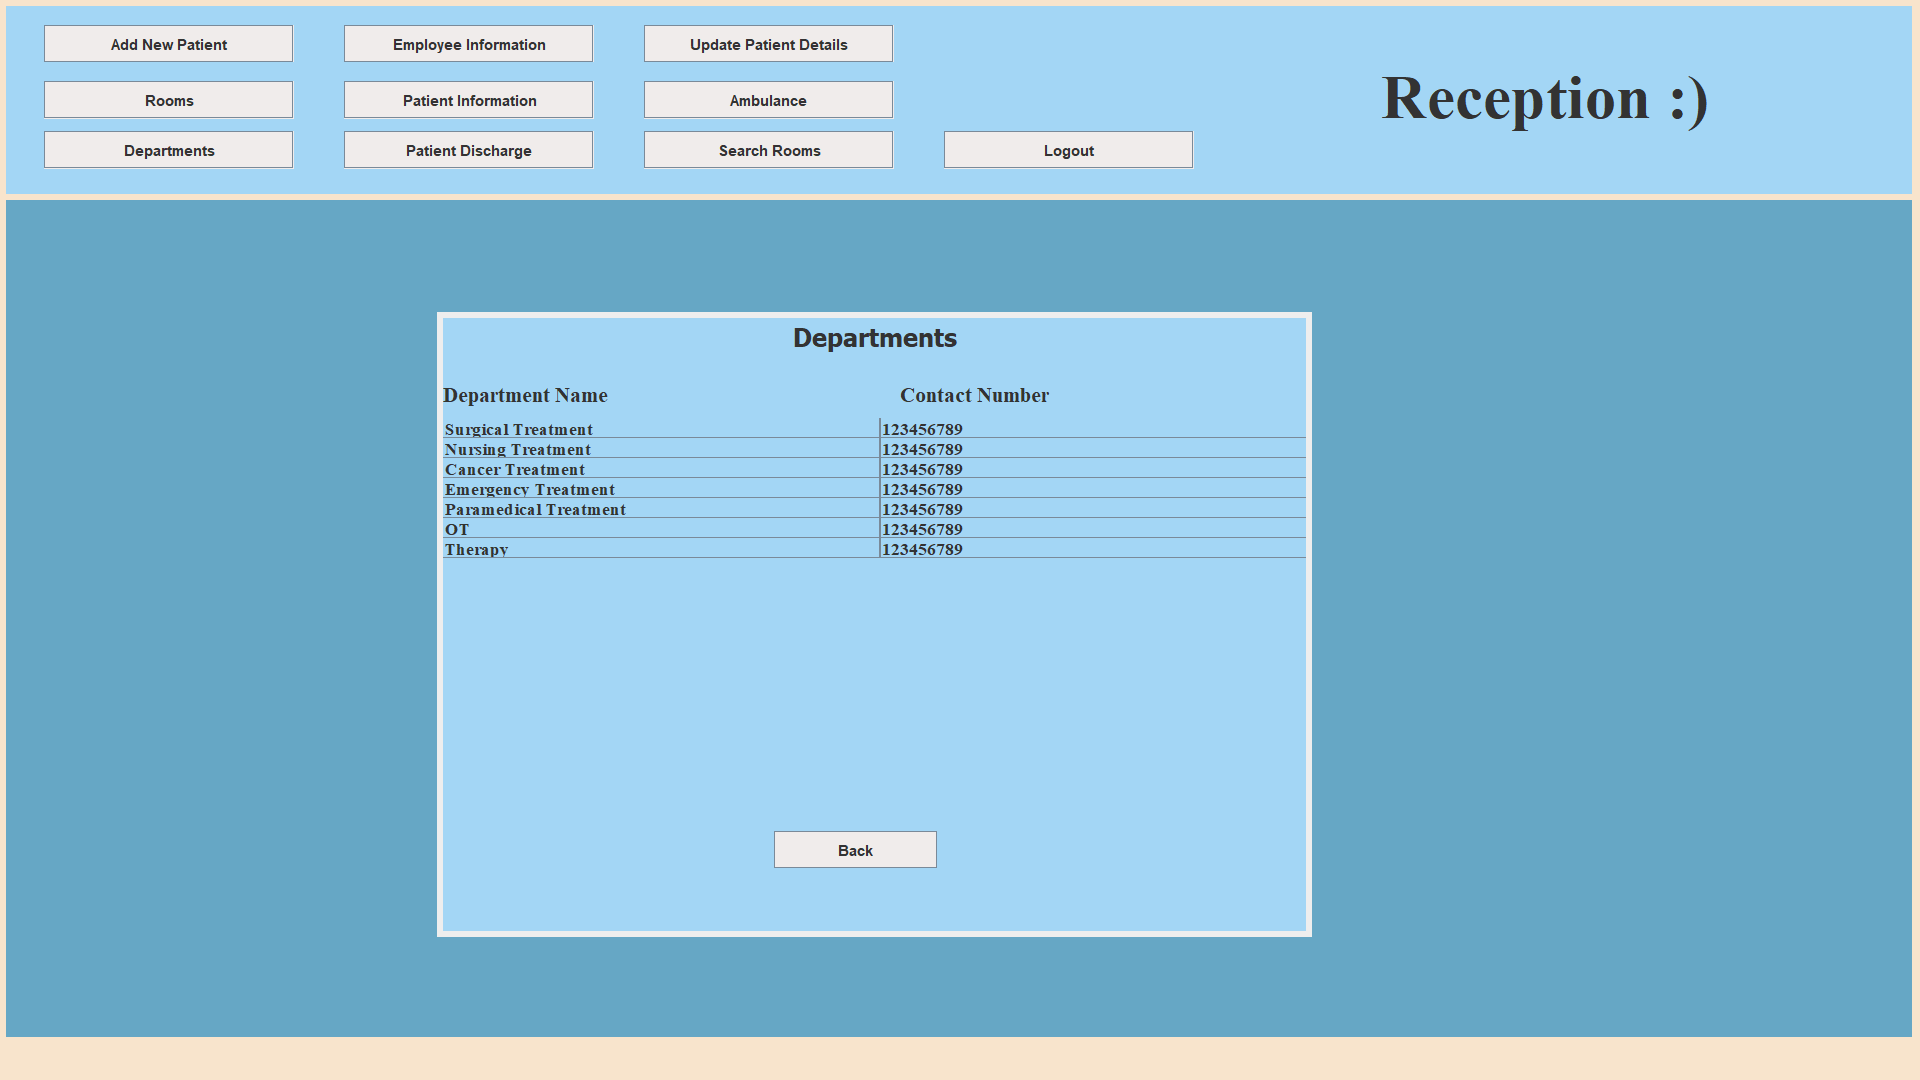 Add New Patient Employee Information Update Patient Details
Rooms Patient Information Ambulance
Reception :)
Departments Patient Discharge Search Rooms Logout
Departments
Department Name Contact Number
Surgical Treatment 123456789
Nursing Treatment 123456789
Cancer Treatment 123456789
Emergency Treatment 123456789
Paramedical Treatment 123456789
OT 123456789
Therapy 123456789
Back